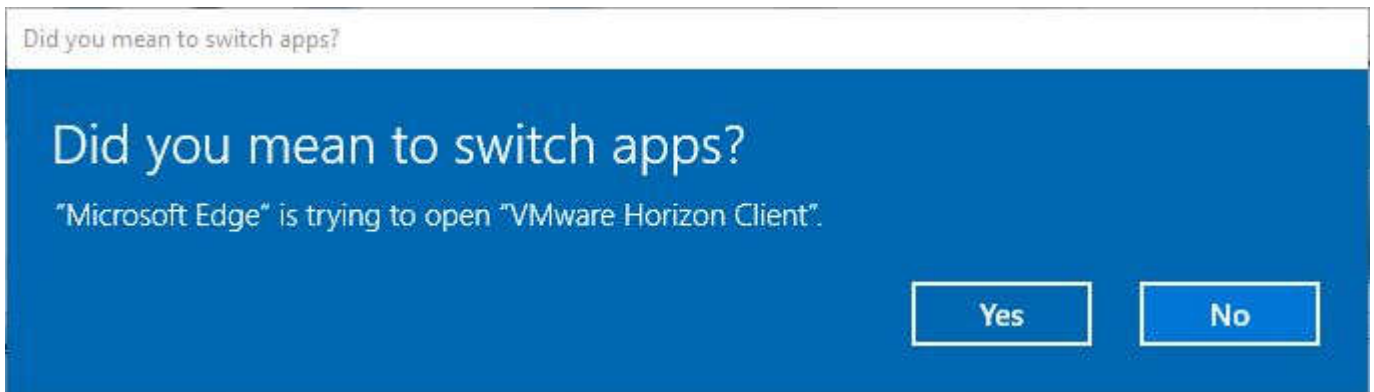 Did you mean to switch apps?
Did you mean to switch apps?
"Microsoft Edge" is trying to open "VMware Horizon Client".
Yes No